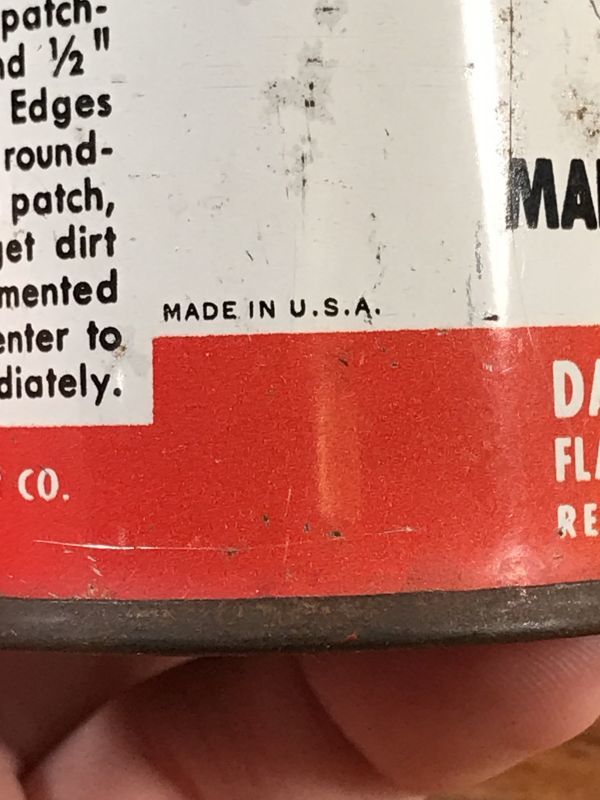 patch-
nd ½"
Edges
round-
patch,
get dirt
mented
enter to
diately.
MADE IN U.S.A.
CO.
MA
DA
FLA
RE